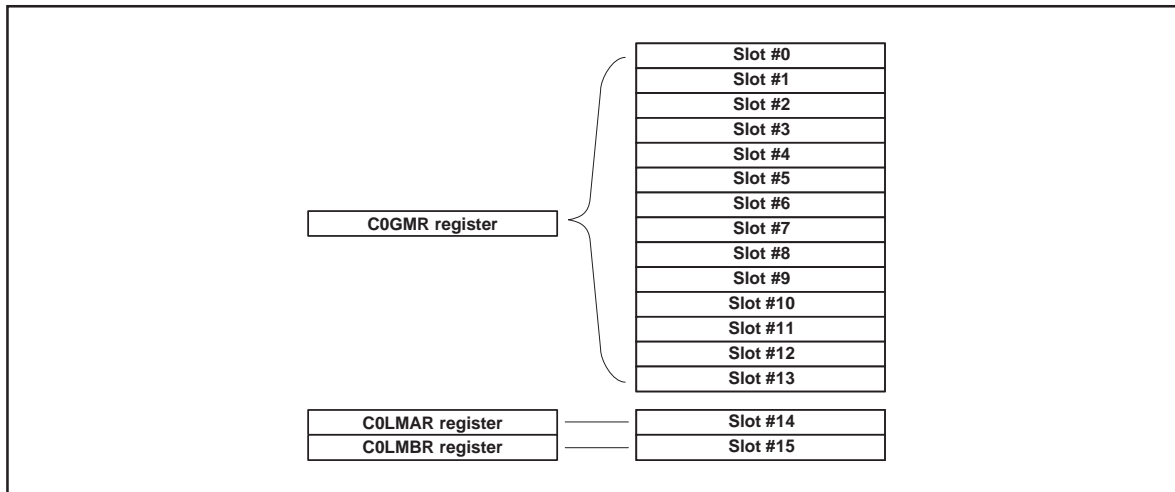 Slot #0
Slot #1
Slot #2
Slot #3
Slot #4
Slot #5
Slot #6
C0GMR register
Slot #7
Slot #8
Slot #9
Slot #10
Slot #11
Slot #12
Slot #13
C0LMAR register
Slot #14
C0LMBR register
Slot #15